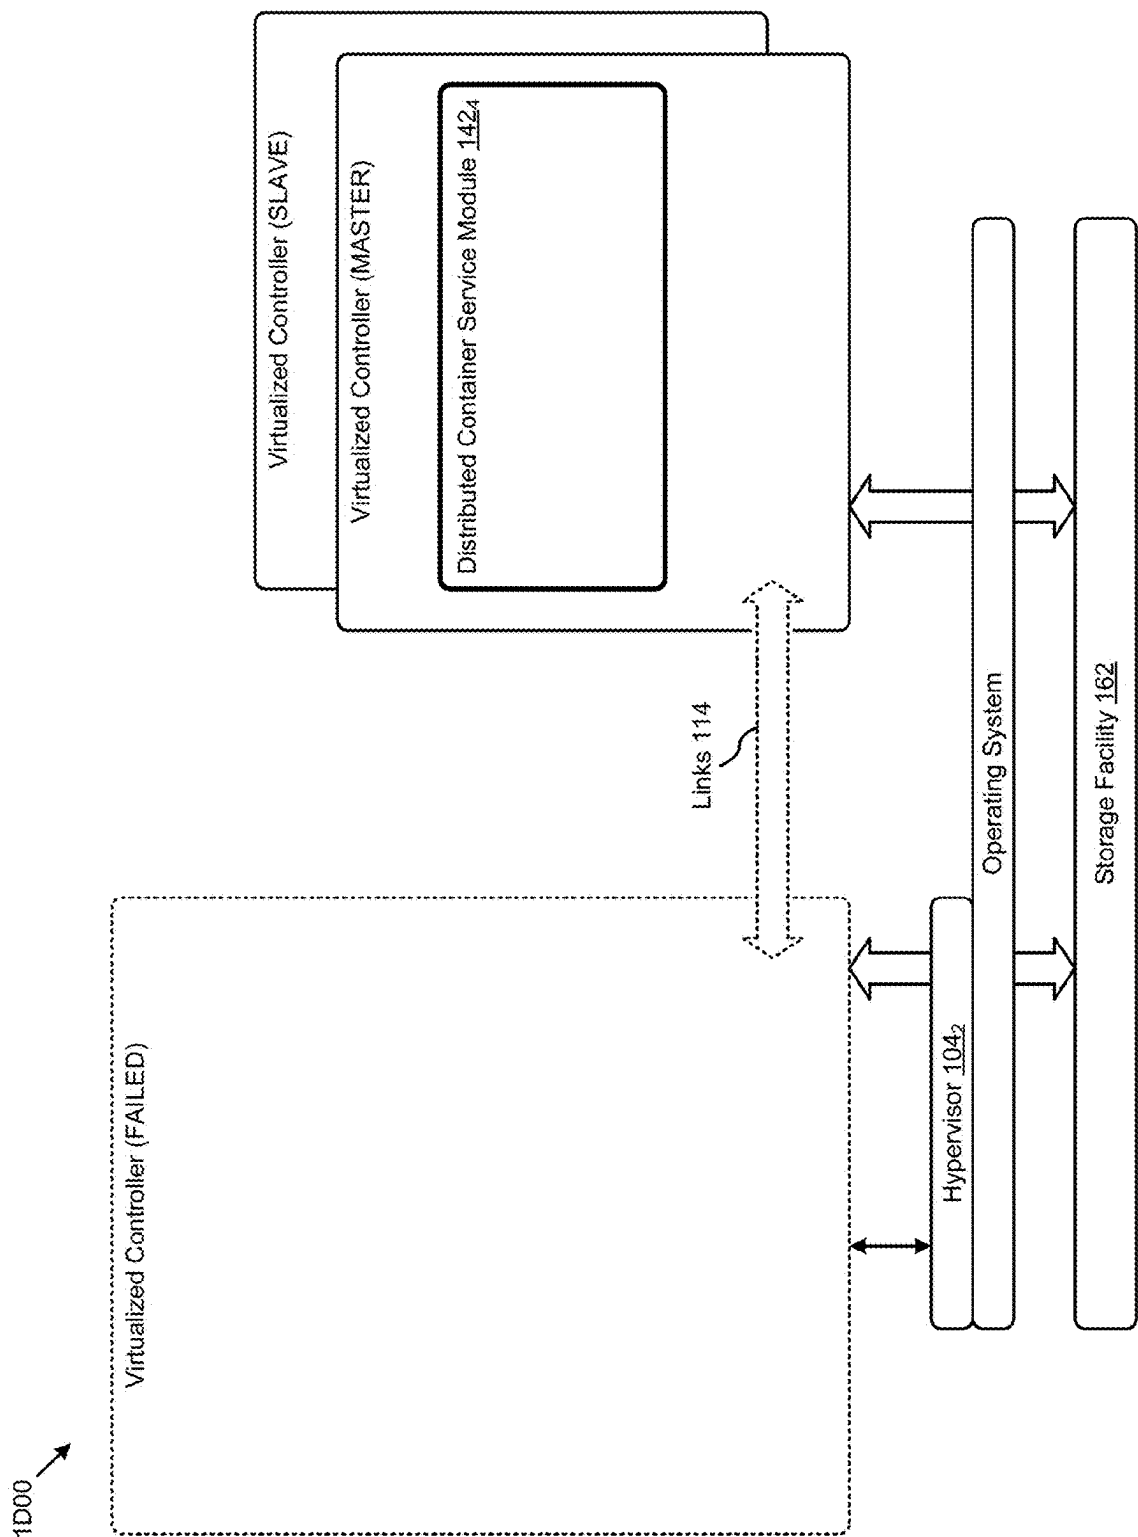 1D00
Virtualized Controller (FAILED)
Virtualized Controller (SLAVE)
Virtualized Controller (MASTER)
Distributed Container Service Module 142₄
Links 114
Hypervisor 104₂
Operating System
Storage Facility 162